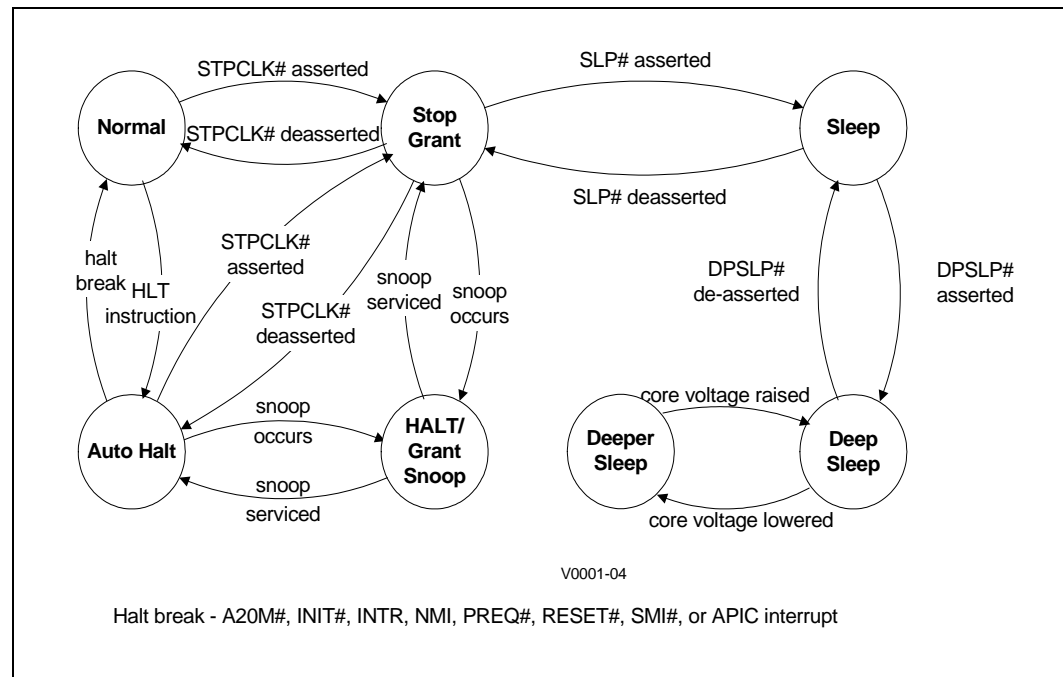 STPCLK# asserted
SLP# asserted
Normal
Stop
Grant
Sleep
STPCLK# deasserted
SLP# deasserted
halt
break
HLT
instruction
STPCLK#
asserted
STPCLK#
deasserted
snoop
serviced
snoop
occurs
DPSLP#
de-asserted
DPSLP#
asserted
core voltage raised
Auto Halt
snoop
occurs
HALT/
Grant
Snoop
Deeper
Sleep
Deep
Sleep
snoop
serviced
core voltage lowered
V0001-04
Halt break - A20M#, INIT#, INTR, NMI, PREQ#, RESET#, SMI#, or APIC interrupt